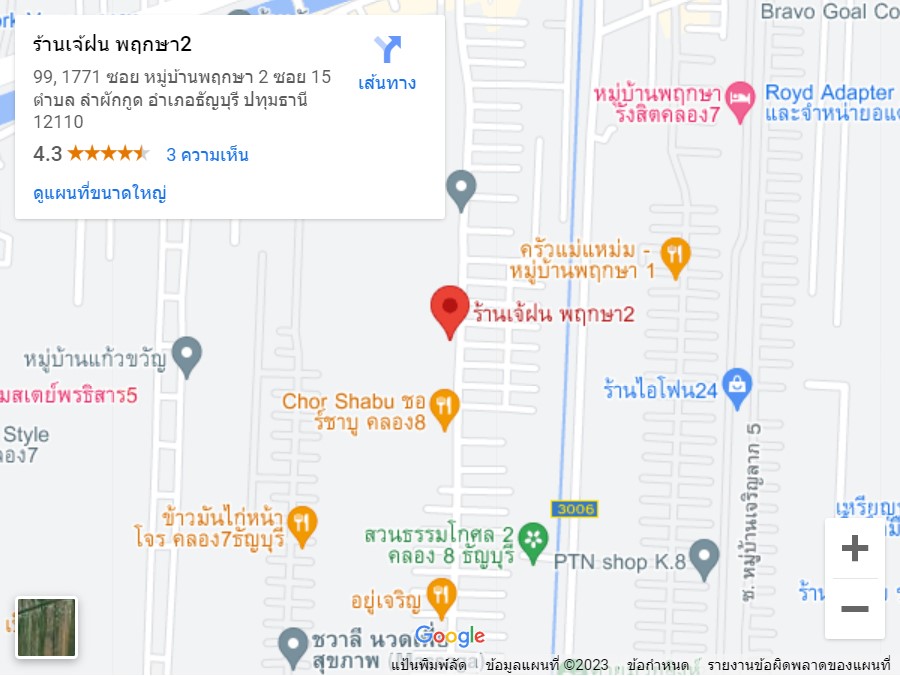 Bravo Goal Co
ร้านเจ้ฝน พฤกษา2
99, 1771 ซอย หมู่บ้านพฤกษา 2 ซอย 15
ตำบล ลำผักกูด อำเภอธัญบุรี ปทุมธานี
12110
4.3
3 ความเห็น
ดูแผนที่ขนาดใหญ่
เส้นทาง
หมู่บ้านพฤกษา
รังสิตคลอง7
Royd Adapter
และจำหน่ายอแด
ครัวแม่แหม่ม -
หมู่บ้านพฤกษา 1
ร้านเจ้ฝน พฤกษา2
หมู่บ้านแก้วขวัญ
มสเตย์พรธิสาร5
Chor Shabu ชอ
ร์ชาบู คลอง8
ร้านไอโฟน24
Style
ลอง7
ซ. หมู่บ้านเจริญลาภ 5
3006
ข้าวมันไก่หน้า
โจร คลอง7ธัญบุรี
สวนธรรมโกศล 2
คลอง 8 ธัญบุรี
PTN shop K.8
เหรียญ
ร้าน
อยู่เจริญ
Google
ชวาลี นวดเพื่อ
สุขภาพ
แป้นพิมพ์ลัด
ข้อมูลแผนที่ ©2023
ข้อกำหนด
รายงานข้อผิดพลาดของแผนที่